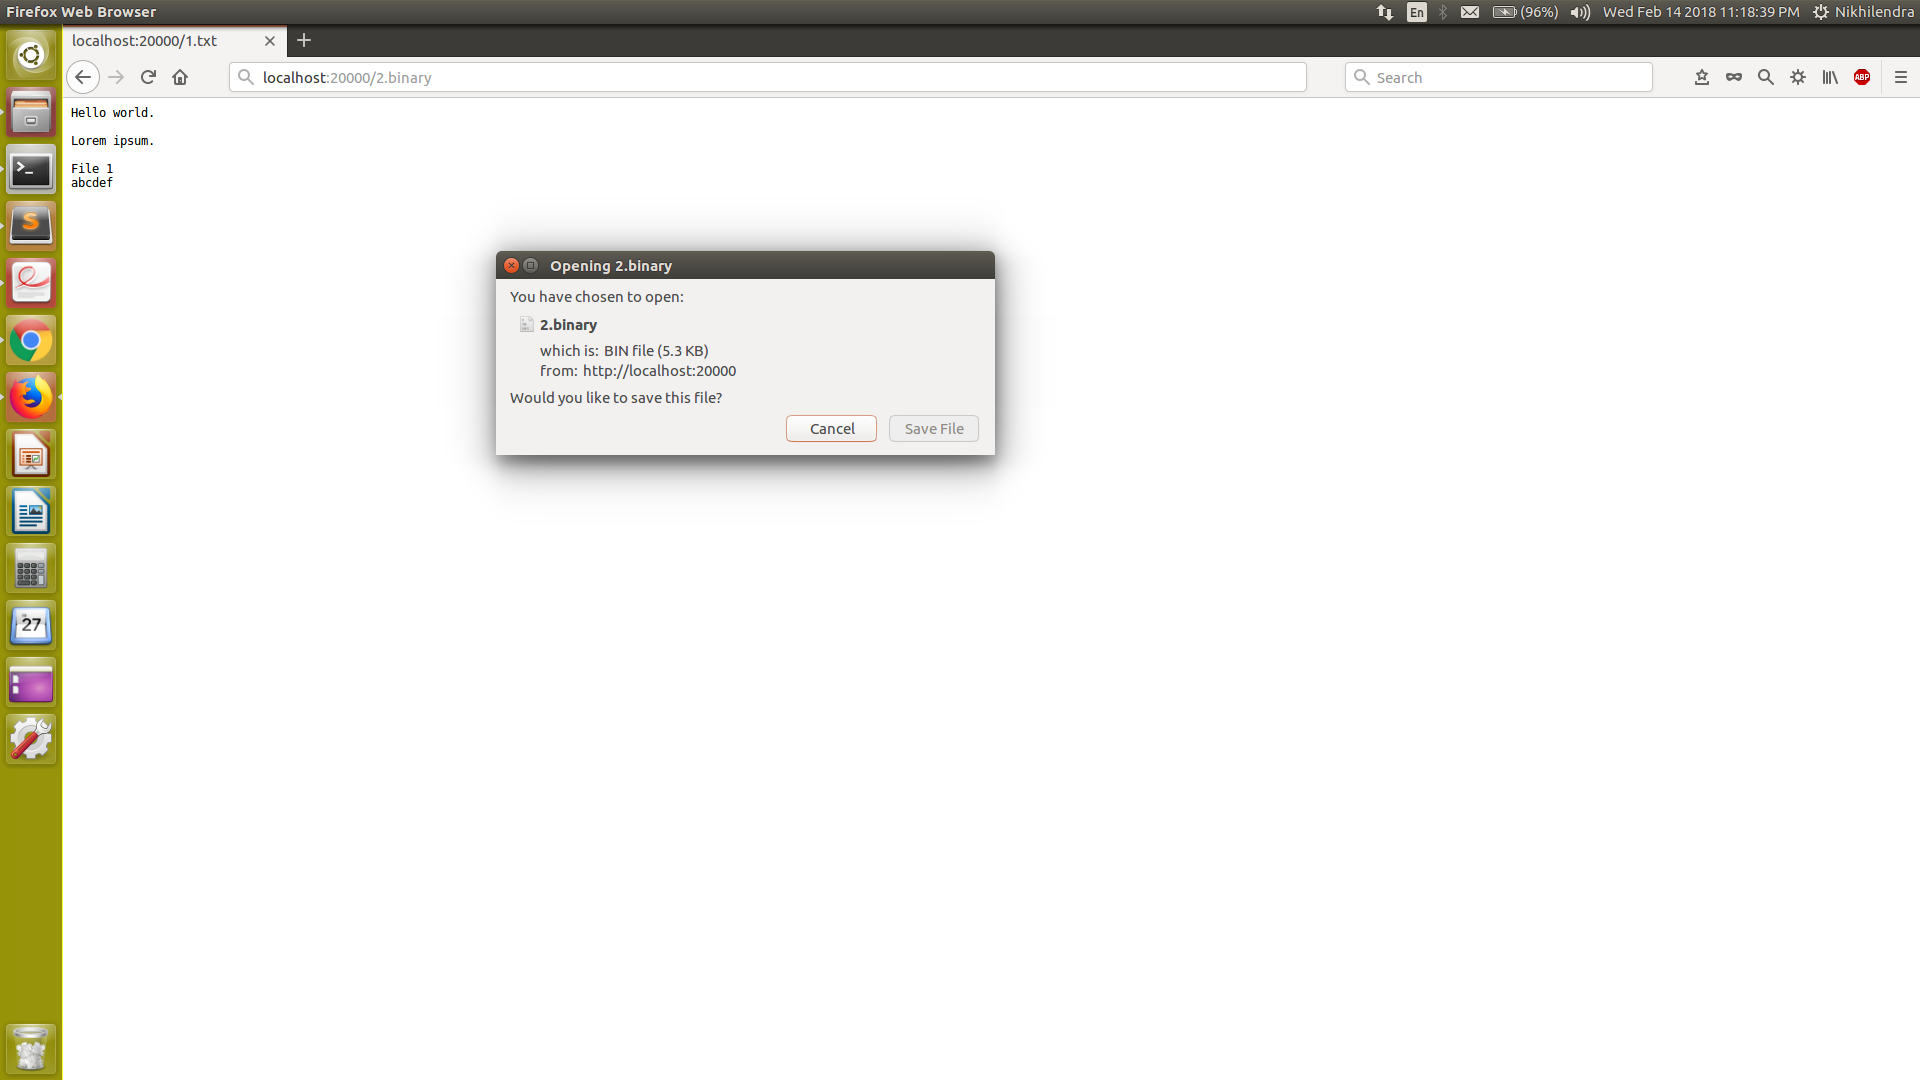 Firefox Web Browser
En
(96%)
Wed Feb 14 2018 11:18:39 PM
Nikhilendra
localhost:20000/1.txt
localhost:20000/2.binary
Search
ABP
Hello world.
Lorem ipsum.
File 1
abcdef
Opening 2.binary
You have chosen to open:
2.binary
which is: BIN file (5.3 KB)
from: http://localhost:20000
Would you like to save this file?
Cancel
Save File
>_
S
27